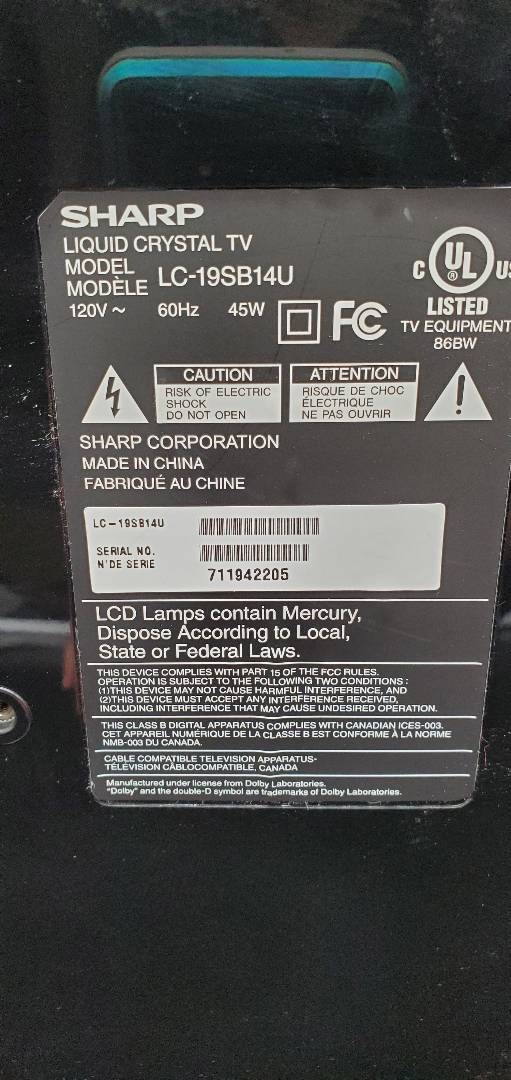 SHARP
LIQUID CRYSTAL TV
MODEL
MODÈLE LC-19SB14U
120V ~ 60Hz 45W
FC
C UL ® US
LISTED
TV EQUIPMENT
86BW
CAUTION
RISK OF ELECTRIC
SHOCK
DO NOT OPEN
ATTENTION
RISQUE DE CHOC
ÉLECTRIQUE
NE PAS OUVRIR
SHARP CORPORATION
MADE IN CHINA
FABRIQUÉ AU CHINE
LC-19SB14U
SERIAL NO.
N'DE SERIE
711942205
LCD Lamps contain Mercury,
Dispose According to Local,
State or Federal Laws.
THIS DEVICE COMPLIES WITH PART 15 OF THE FCC RULES.
OPERATION IS SUBJECT TO THE FOLLOWING TWO CONDITIONS :
(1)THIS DEVICE MAY NOT CAUSE HARMFUL INTERFERENCE, AND
(2)THIS DEVICE MUST ACCEPT ANY INTERFERENCE RECEIVED,
INCLUDING INTERFERENCE THAT MAY CAUSE UNDESIRED OPERATION.
THIS CLASS B DIGITAL APPARATUS COMPLIES WITH CANADIAN ICES-003.
CET APPAREIL NUMÉRIQUE DE LA CLASSE B EST CONFORME À LA NORME
NMB-003 DU CANADA.
CABLE COMPATIBLE TELEVISION APPARATUS-
TÉLÉVISION CÂBLOCOMPATIBLE, CANADA
Manufactured under license from Dolby Laboratories.
"Dolby" and the double-D symbol are trademarks of Dolby Laboratories.